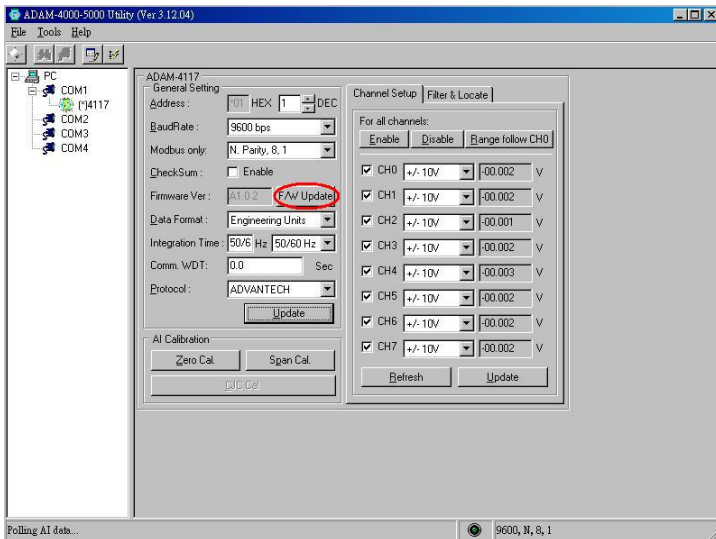 ADAM-4000-5000 Utility (Ver 3.12.04)
File Tools Help
PC
COM1
(*)4117
COM2
COM3
COM4
ADAM-4117
General Setting
Address : *01 HEX 1 DEC
BaudRate : 9600 bps
Modbus only: N. Parity, 8, 1
CheckSum : Enable
Firmware Ver : A1.0 2 F/W Update
Data Format : Engineering Units
Integration Time : 50/6 Hz 50/60 Hz
Comm. WDT: 0.0 Sec
Protocol : ADVANTECH
Update
AI Calibration
Zero Cal. Span Cal.
CJC Cal.
Channel Setup Filter & Locate
For all channels:
Enable Disable Range follow CH0
CH0 +/- 10V -00.002 V
CH1 +/- 10V -00.002 V
CH2 +/- 10V -00.001 V
CH3 +/- 10V -00.002 V
CH4 +/- 10V -00.003 V
CH5 +/- 10V -00.002 V
CH6 +/- 10V -00.002 V
CH7 +/- 10V -00.002 V
Refresh Update
Polling AI data...
9600, N, 8, 1